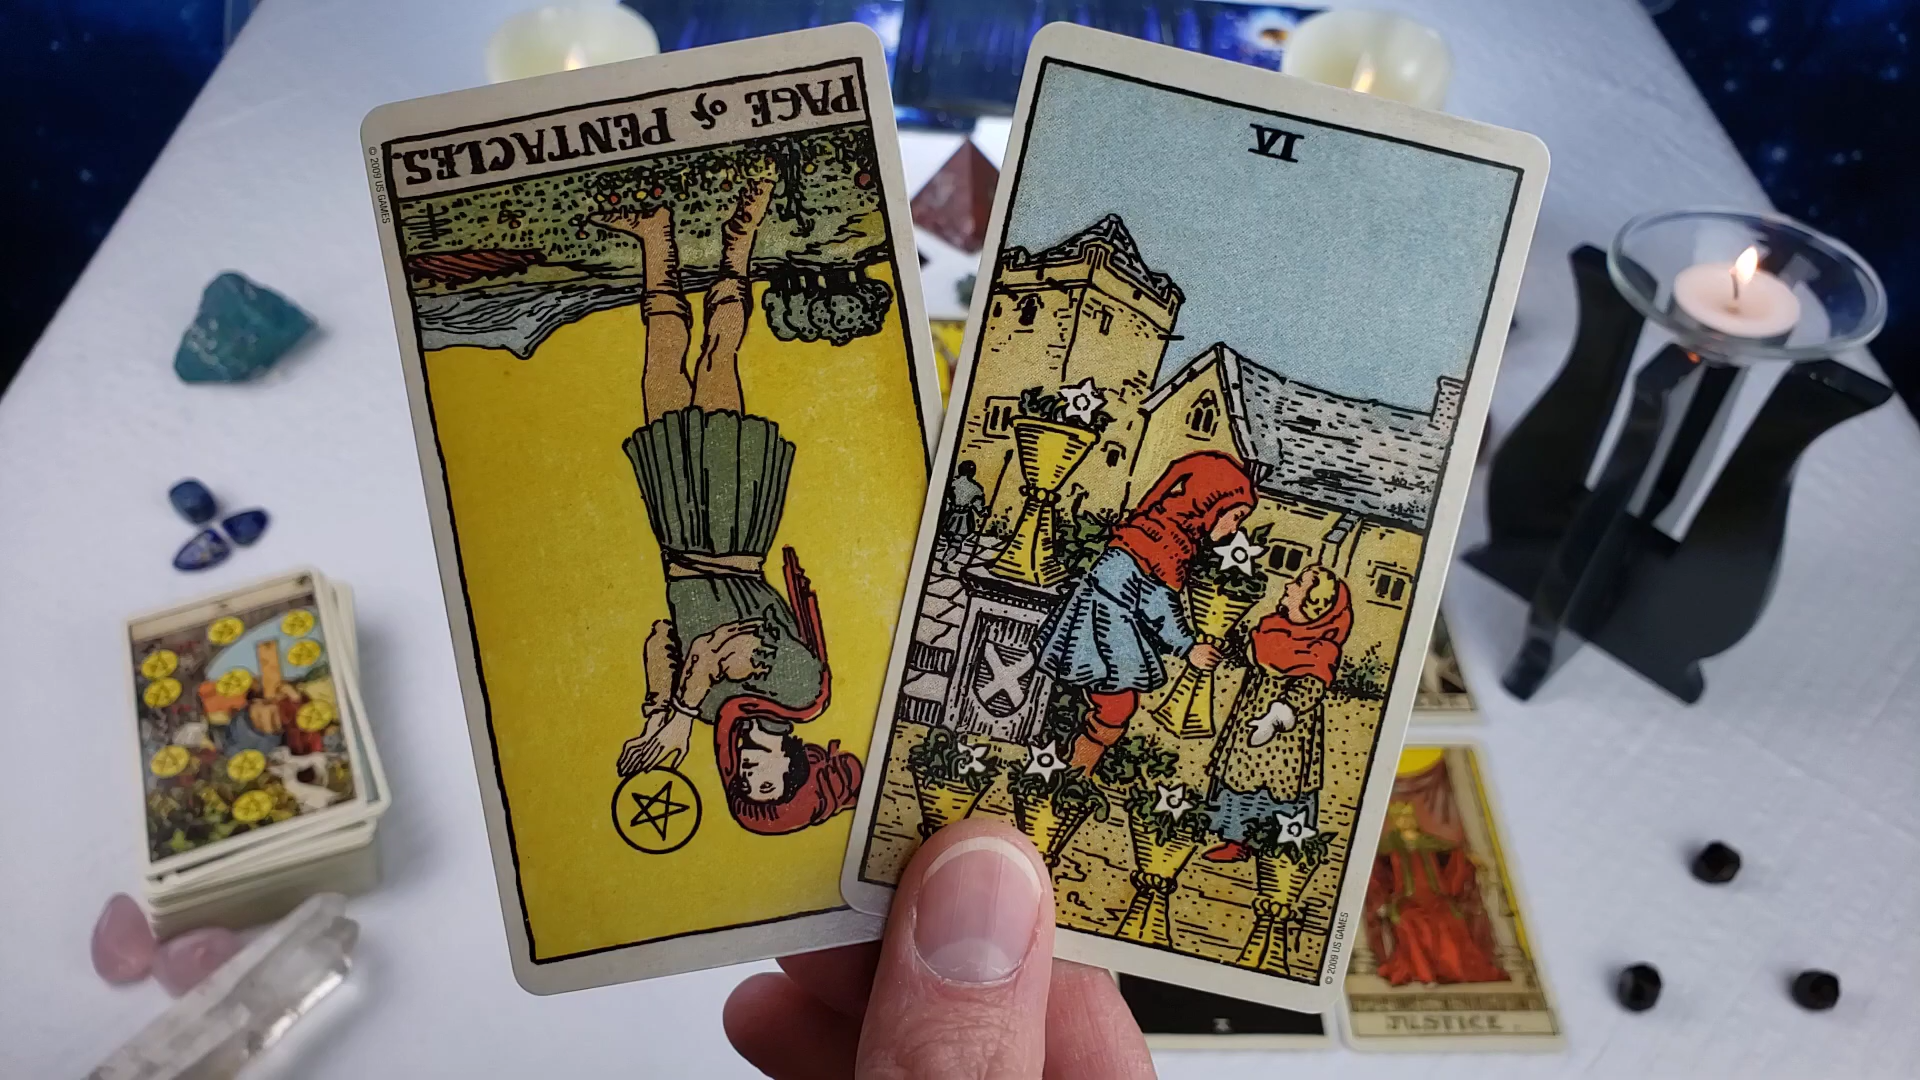 PAGE of PENTACLES.
© 2009 US GAMES
VI
© 2009 US GAMES
JUSTICE